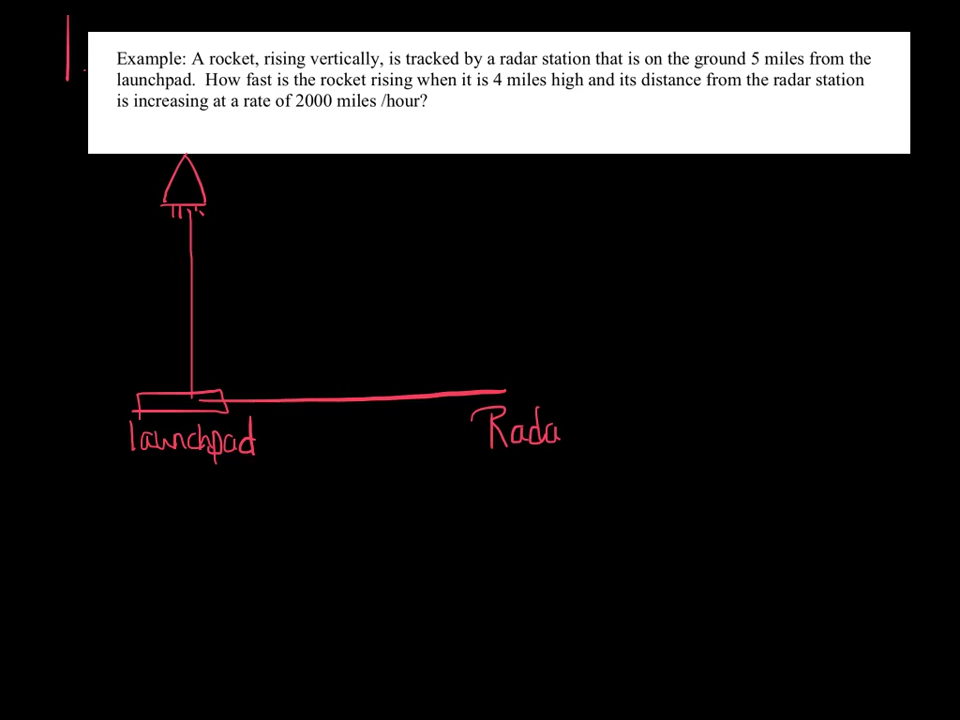 1.
Example: A rocket, rising vertically, is tracked by a radar station that is on the ground 5 miles from the
launchpad. How fast is the rocket rising when it is 4 miles high and its distance from the radar station
is increasing at a rate of 2000 miles /hour?
launchpad
Rada